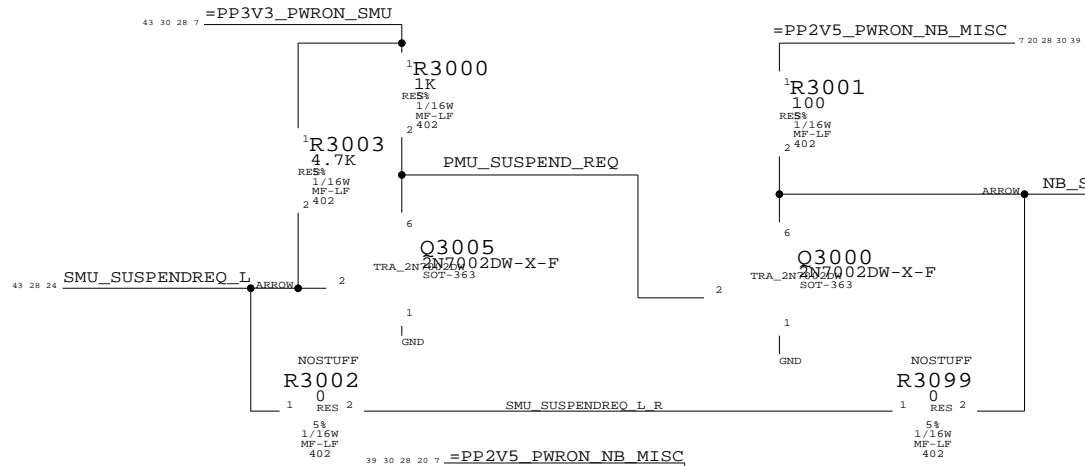 =PP3V3_PWRON_SMU
43 30 28 7
=PP2V5_PWRON_NB_MISC
7 20 28 30 39
1
R3000
1K
RES
5%
1/16W
MF-LF
402
2
1
R3001
100
RES
5%
1/16W
MF-LF
402
2
1
R3003
4.7K
RES
5%
1/16W
MF-LF
402
2
PMU_SUSPEND_REQ
ARROW
NB_S
6
Q3005
2N7002DW-X-F
TRA_2N7002DW
SOT-363
2
1
GND
6
Q3000
2N7002DW-X-F
TRA_2N7002DW
SOT-363
2
1
GND
SMU_SUSPENDREQ_L
43 28 24
ARROW
NOSTUFF
R3002
0
1 RES 2
5%
1/16W
MF-LF
402
SMU_SUSPENDREQ_L_R
NOSTUFF
R3099
0
1 RES 2
5%
1/16W
MF-LF
402
39 30 28 20 7 =PP2V5_PWRON_NB_MISC